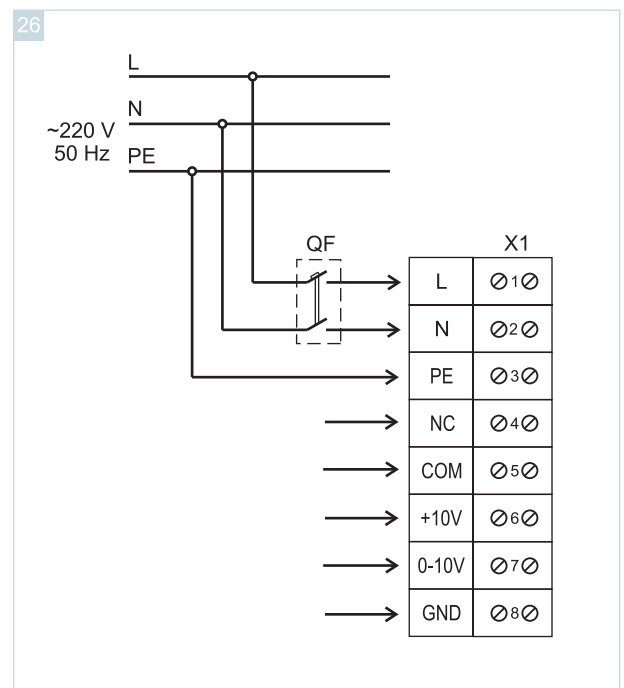 26
L
N
~220 V
50 Hz
PE
QF
X1
L 1
N 2
PE 3
NC 4
COM 5
+10V 6
0-10V 7
GND 8